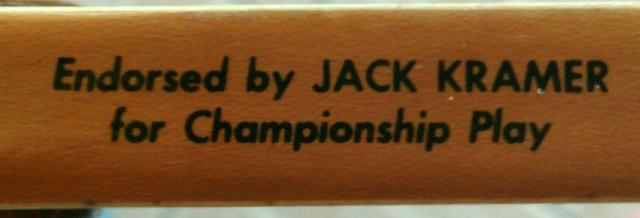 Endorsed by JACK KRAMER
for Championship Play